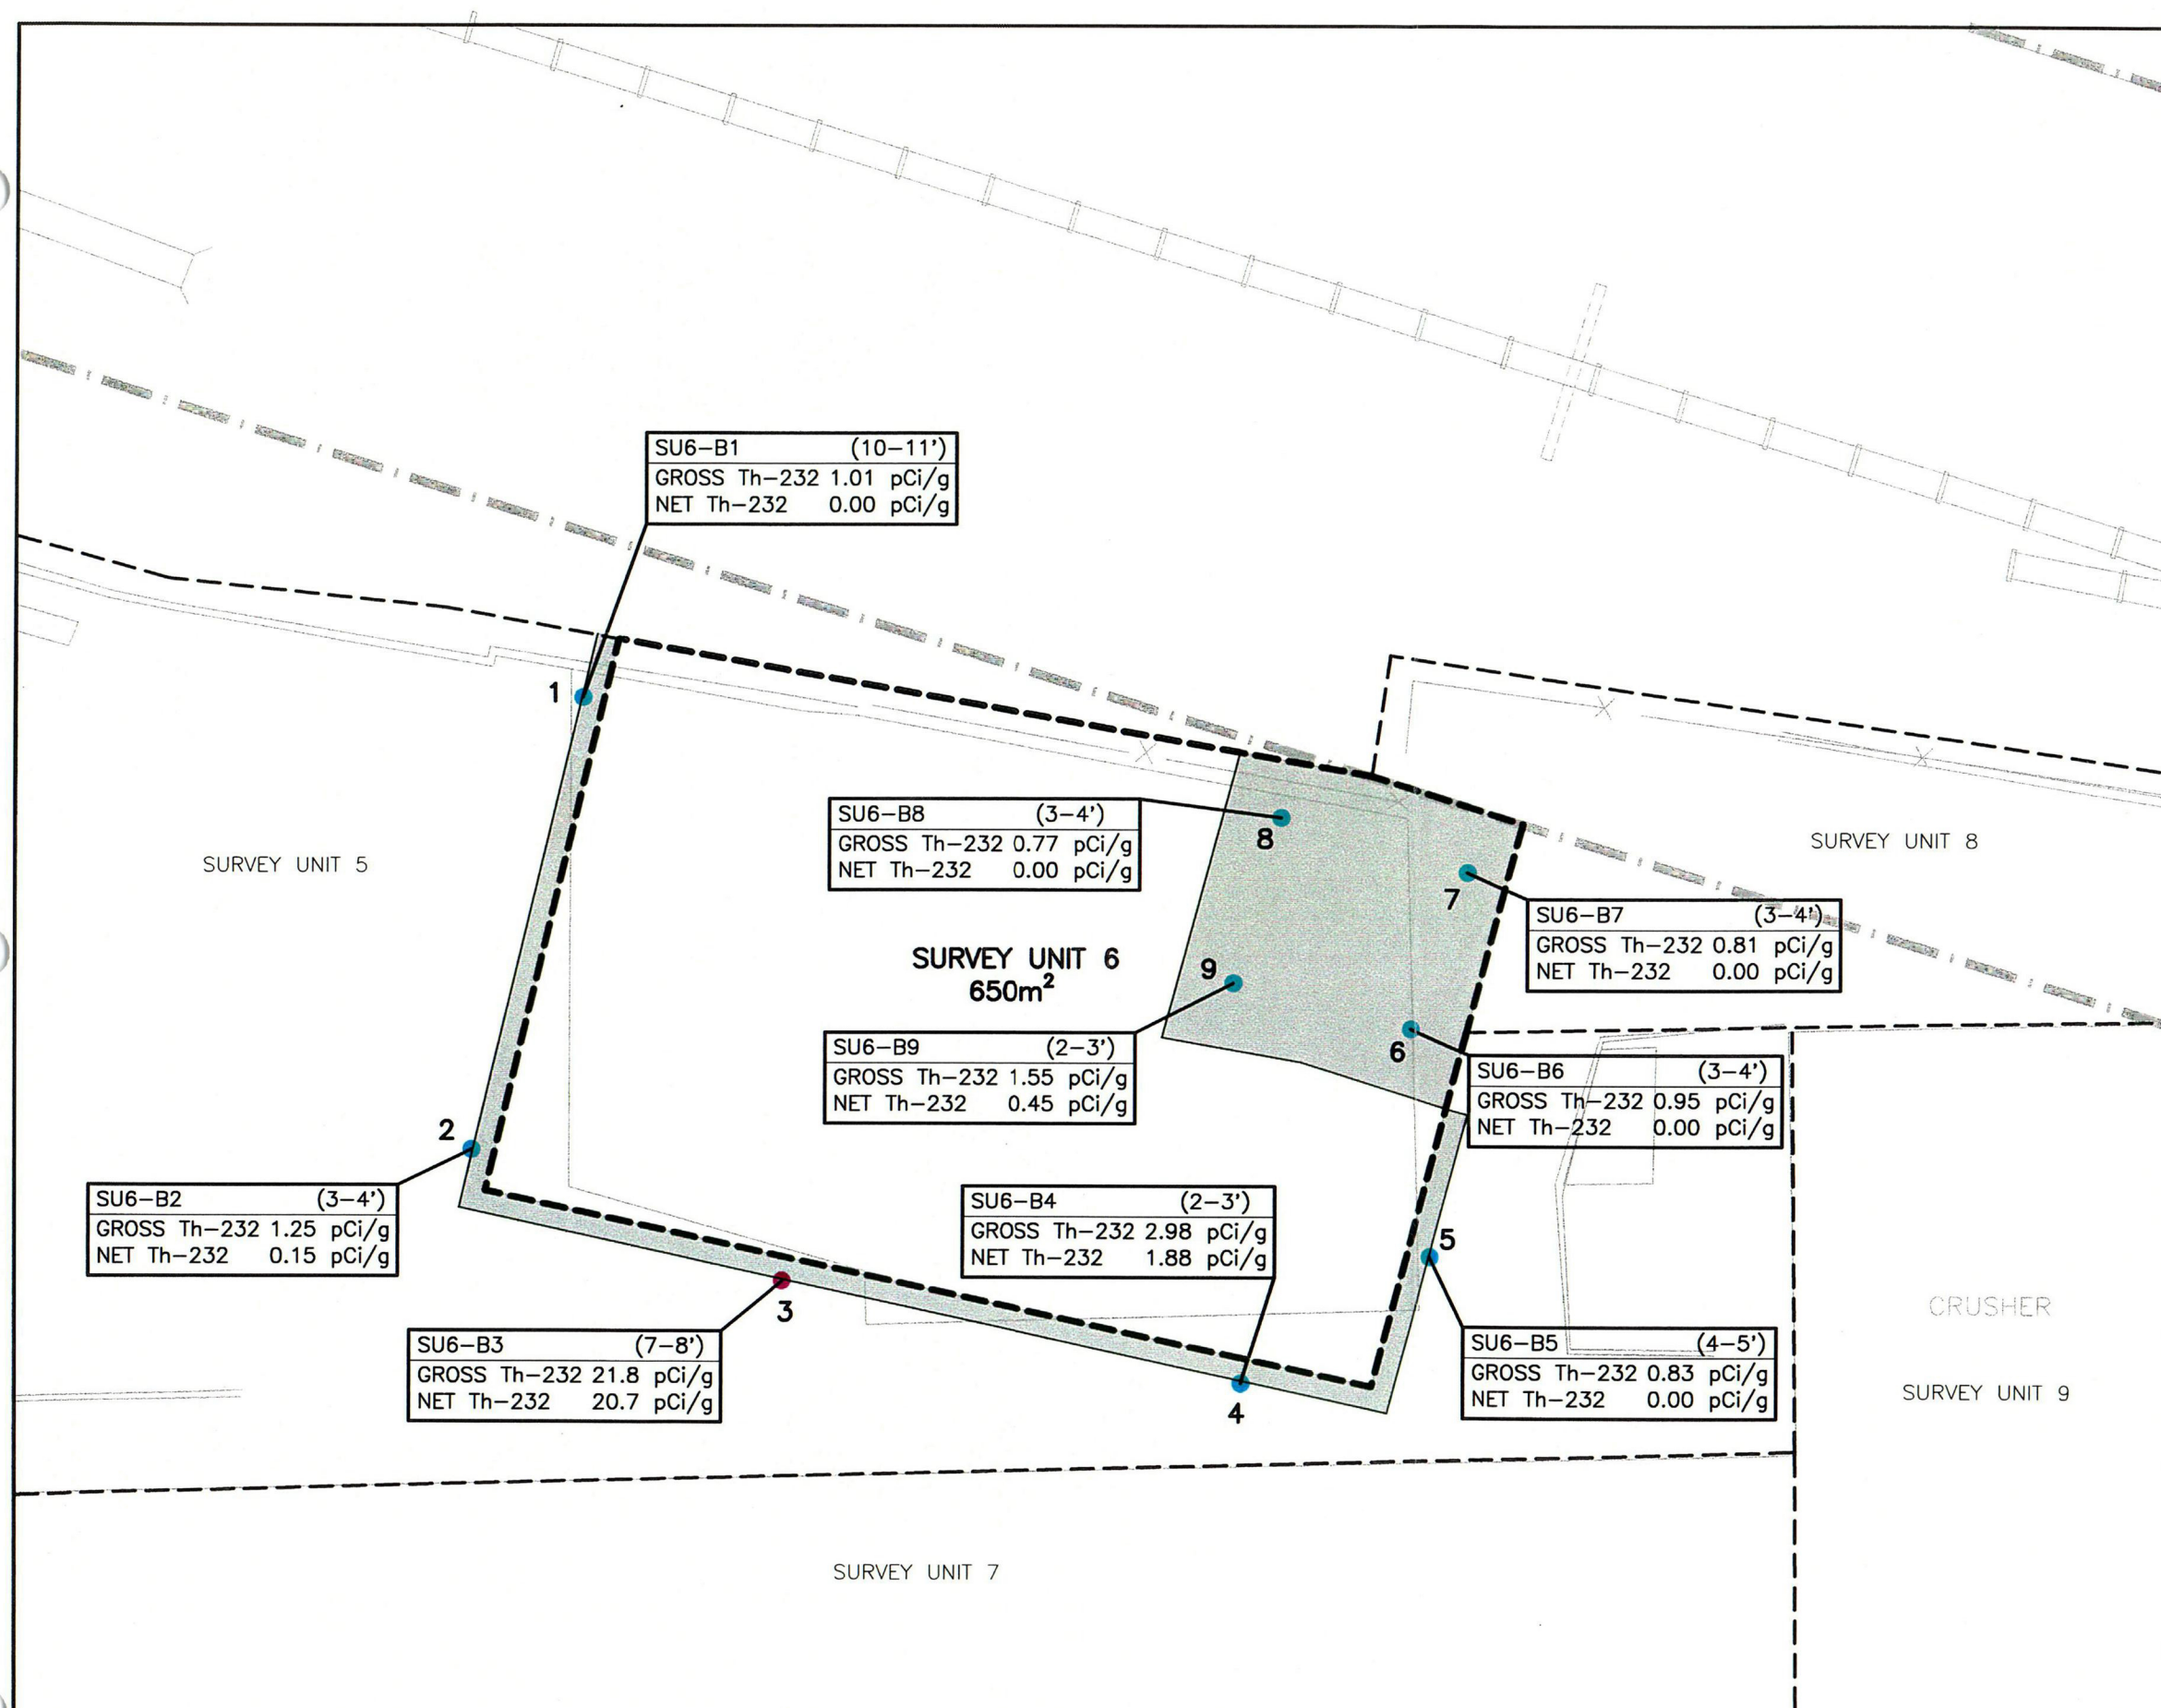 SU6-B1 (10-11')
GROSS Th-232 1.01 pCi/g
NET Th-232 0.00 pCi/g
1
SU6-B8 (3-4')
GROSS Th-232 0.77 pCi/g
NET Th-232 0.00 pCi/g
8
SURVEY UNIT 5
SURVEY UNIT 8
7
SU6-B7 (3-4')
GROSS Th-232 0.81 pCi/g
NET Th-232 0.00 pCi/g
SURVEY UNIT 6
650m²
9
SU6-B9 (2-3')
GROSS Th-232 1.55 pCi/g
NET Th-232 0.45 pCi/g
6
SU6-B6 (3-4')
GROSS Th-232 0.95 pCi/g
NET Th-232 0.00 pCi/g
2
SU6-B2 (3-4')
GROSS Th-232 1.25 pCi/g
NET Th-232 0.15 pCi/g
SU6-B4 (2-3')
GROSS Th-232 2.98 pCi/g
NET Th-232 1.88 pCi/g
5
3
SU6-B3 (7-8')
GROSS Th-232 21.8 pCi/g
NET Th-232 20.7 pCi/g
4
SU6-B5 (4-5')
GROSS Th-232 0.83 pCi/g
NET Th-232 0.00 pCi/g
CRUSHER
SURVEY UNIT 9
SURVEY UNIT 7